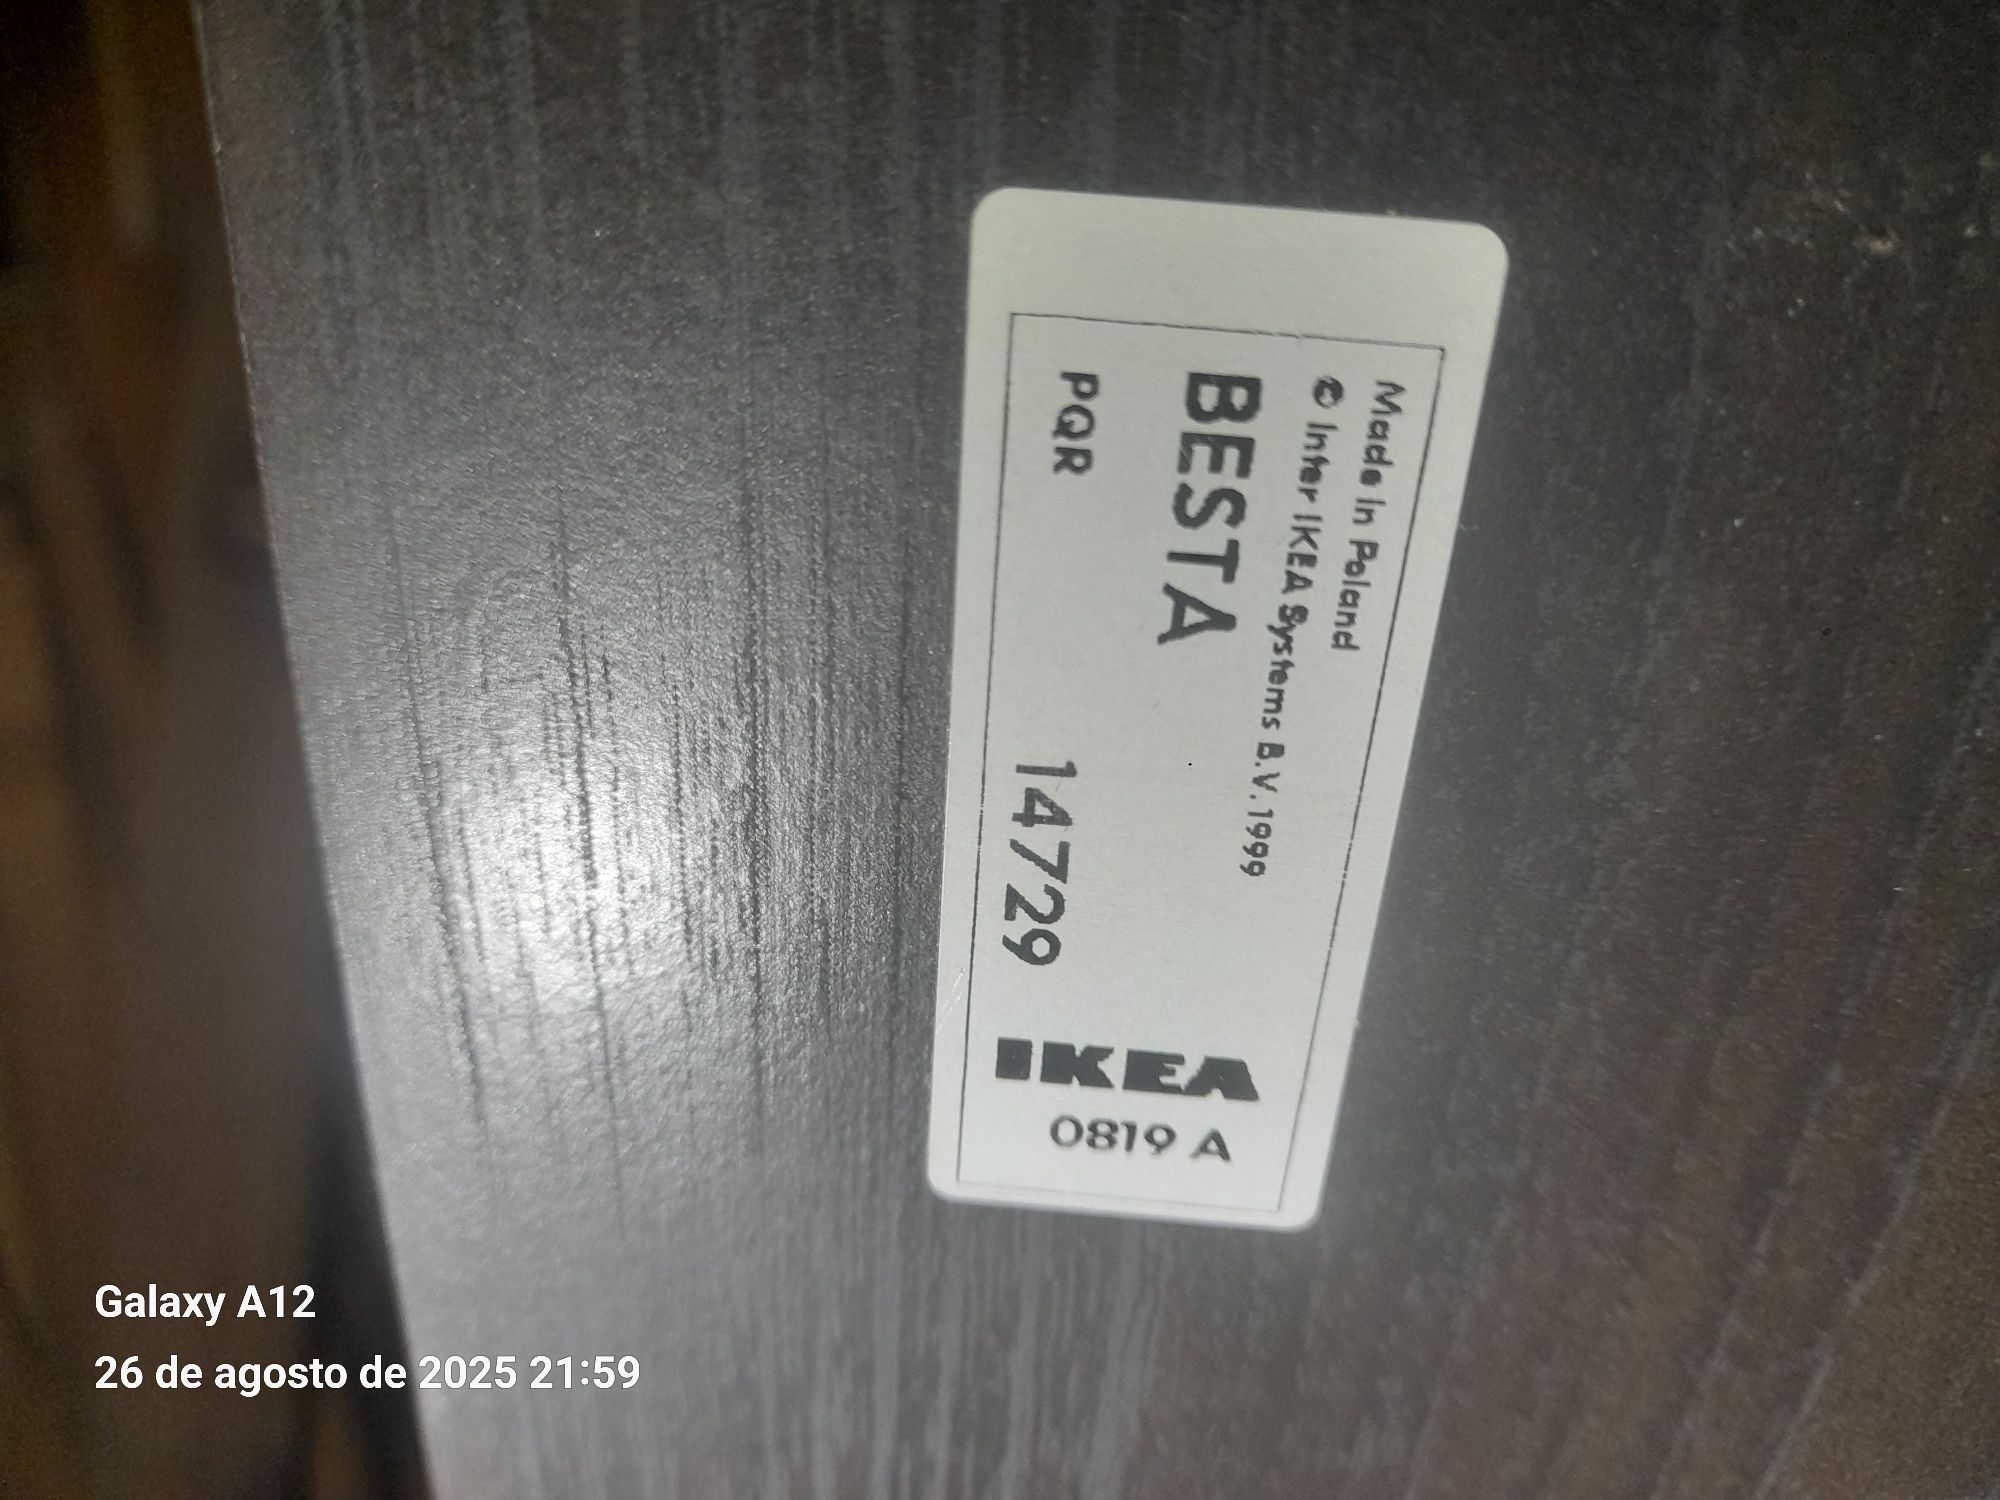 Made in Poland
© Inter IKEA Systems B.V. 1999
BESTA
PQR 14729
IKEA
0819 A
Galaxy A12
26 de agosto de 2025 21:59